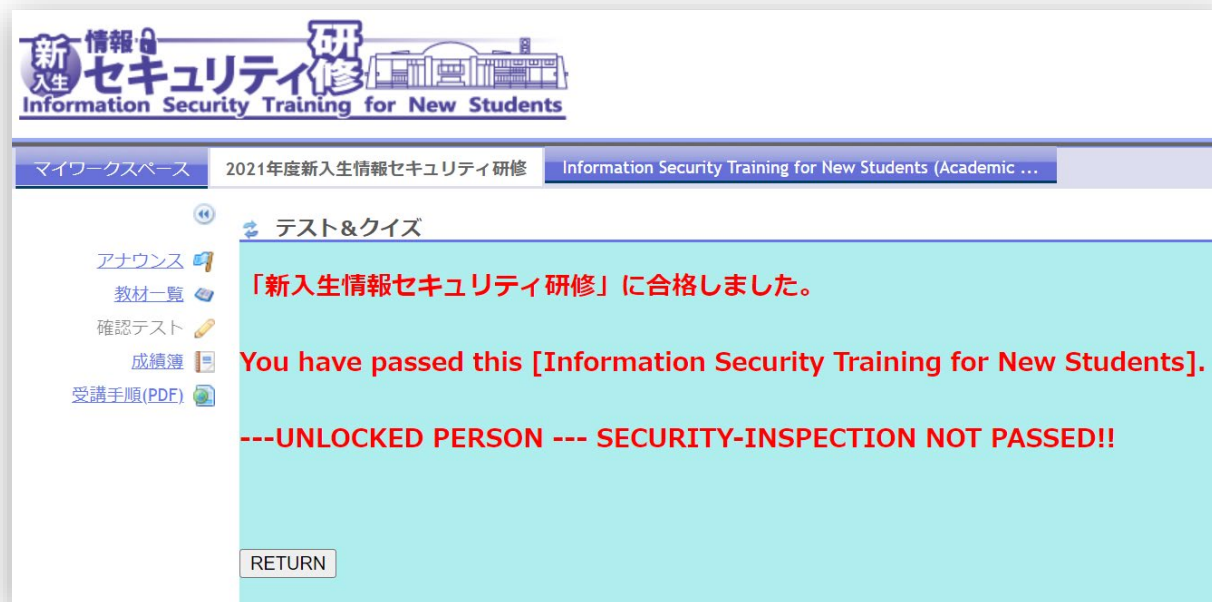 新入生 情報セキュリティ研修
Information Security Training for New Students
マイワークスペース 2021年度新入生情報セキュリティ研修 Information Security Training for New Students (Academic ...
テスト&クイズ
アナウンス
教材一覧
確認テスト
成績簿
受講手順(PDF)
「新入生情報セキュリティ研修」に合格しました。
You have passed this [Information Security Training for New Students].
---UNLOCKED PERSON --- SECURITY-INSPECTION NOT PASSED!!
RETURN